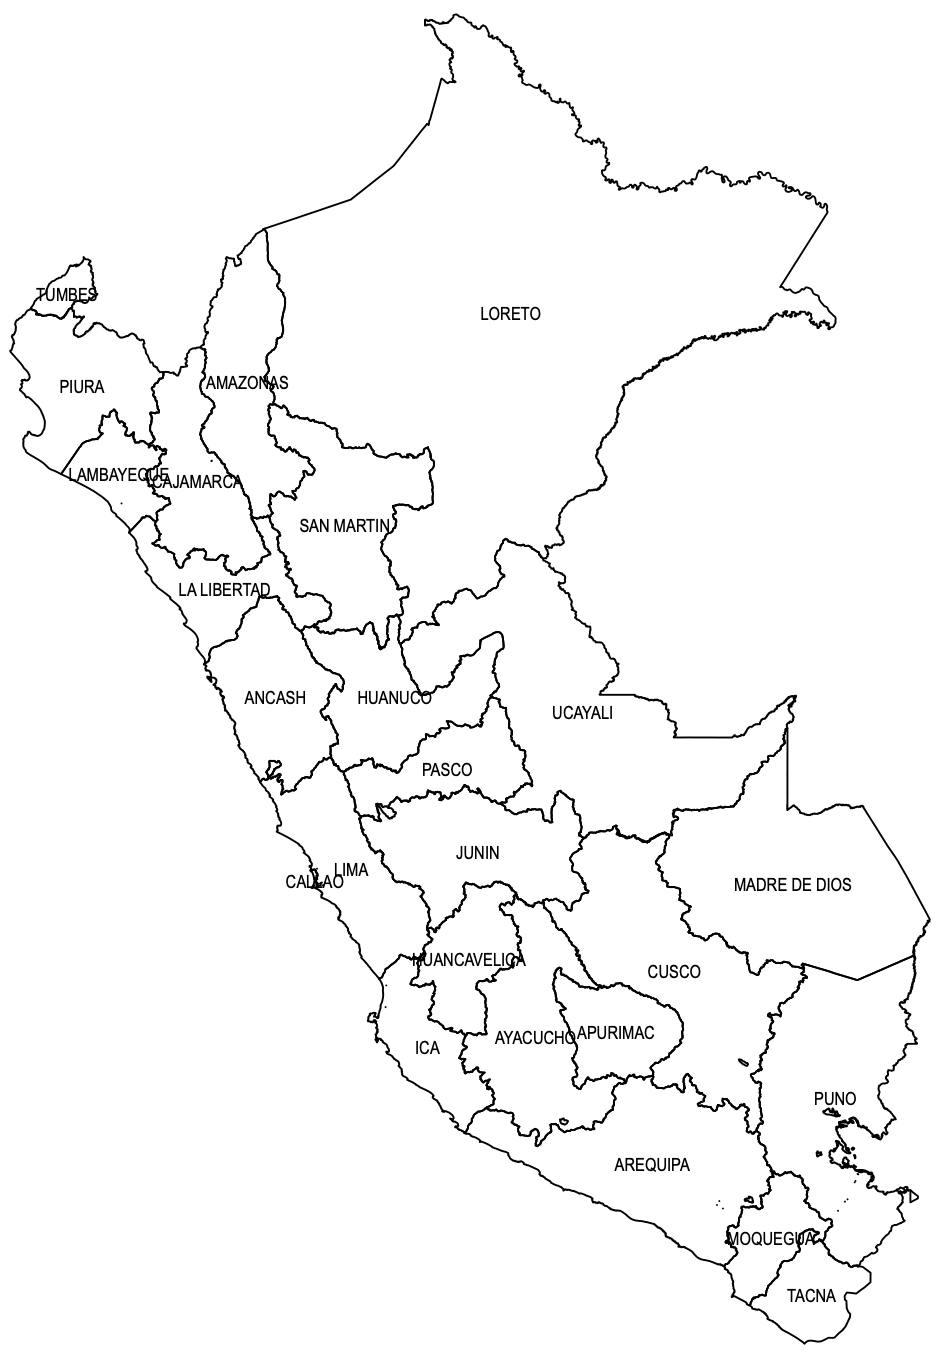 TUMBES
LORETO
PIURA
AMAZONAS
LAMBAYEQUE
CAJAMARCA
SAN MARTIN
LA LIBERTAD
ANCASH
HUANUCO
UCAYALI
PASCO
JUNIN
LIMA
CALLAO
MADRE DE DIOS
HUANCAVELICA
CUSCO
AYACUCHO
APURIMAC
ICA
PUNO
AREQUIPA
MOQUEGUA
TACNA